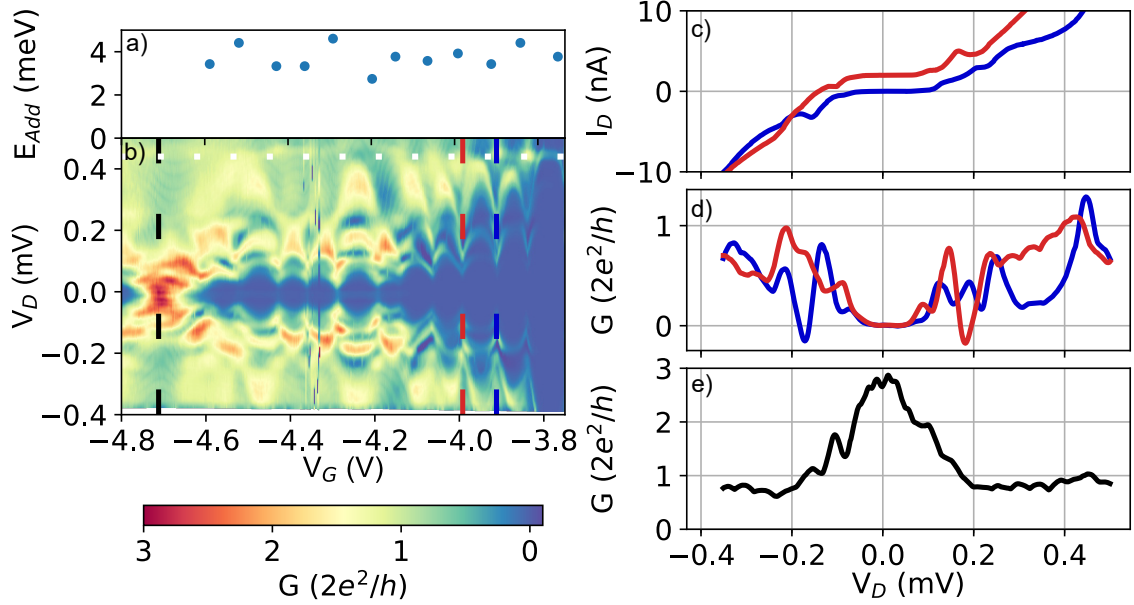 a)
E_Add (meV)
4
2
0
b)
V_D (mV)
0.4
0.2
0.0
−0.2
−0.4
−4.8
−4.6
−4.4
−4.2
−4.0
−3.8
V_G (V)
3
2
1
0
G (2e²/h)
c)
I_D (nA)
10
0
−10
d)
G (2e²/h)
1
0
e)
G (2e²/h)
3
2
1
0
−0.4
−0.2
0.0
0.2
0.4
V_D (mV)